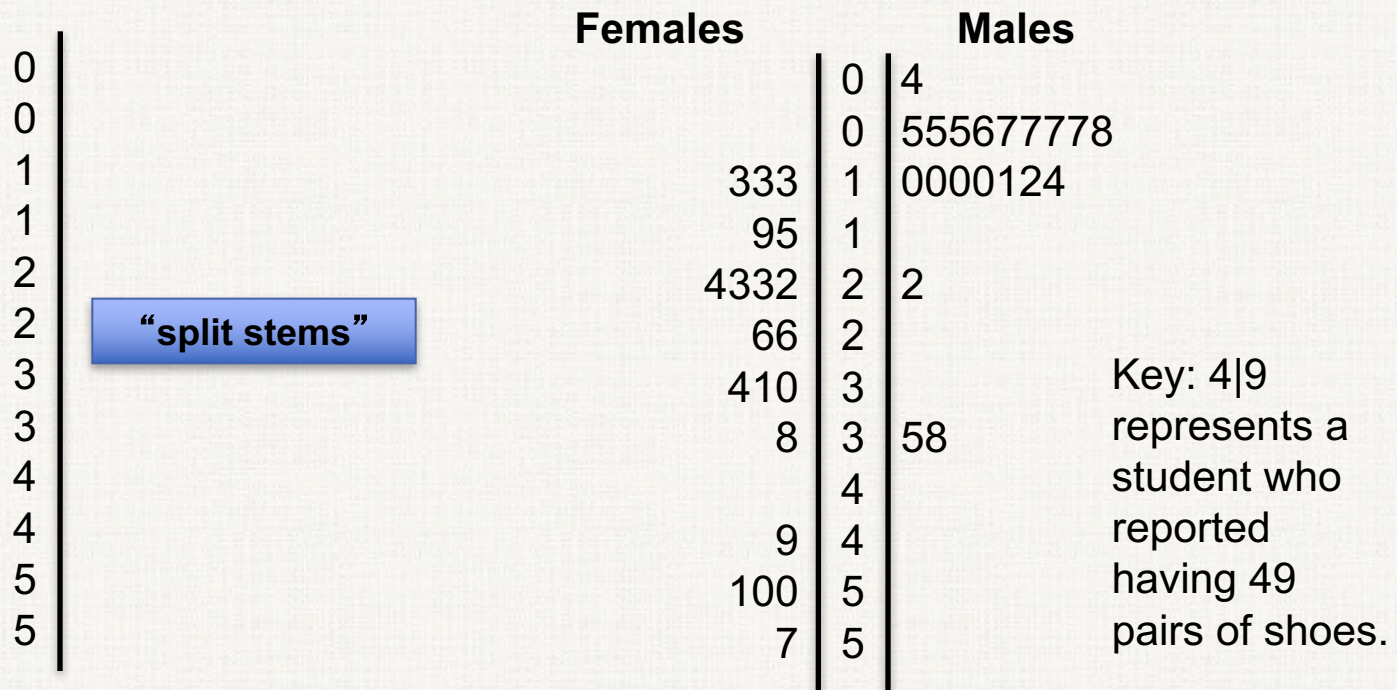 Females Males
0
0
1
1
2
2
3
3
4
4
5
5
“split stems”
0 4
0 555677778
333 1 0000124
95 1
4332 2 2
66 2
410 3
8 3 58
4
9 4
100 5
7 5
Key: 4|9
represents a
student who
reported
having 49
pairs of shoes.